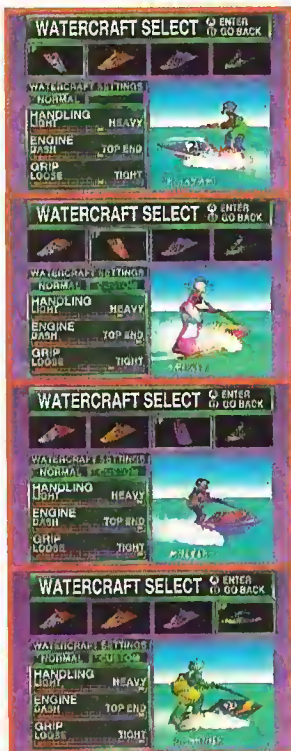 WATERCRAFT SELECT
ENTER
GO BACK
WATERCRAFT SETTINGS
NORMAL
HANDLING
LIGHT HEAVY
ENGINE
DASH TOP END
GRIP
LOOSE TIGHT
WATERCRAFT SELECT
ENTER
GO BACK
WATERCRAFT SETTINGS
NORMAL
HANDLING
LIGHT HEAVY
ENGINE
DASH TOP END
GRIP
LOOSE TIGHT
WATERCRAFT SELECT
ENTER
GO BACK
WATERCRAFT SETTINGS
NORMAL
HANDLING
LIGHT HEAVY
ENGINE
DASH TOP END
GRIP
LOOSE TIGHT
WATERCRAFT SELECT
ENTER
GO BACK
WATERCRAFT SETTINGS
NORMAL CUSTOM
HANDLING
LIGHT HEAVY
ENGINE
DASH TOP END
GRIP
LOOSE TIGHT